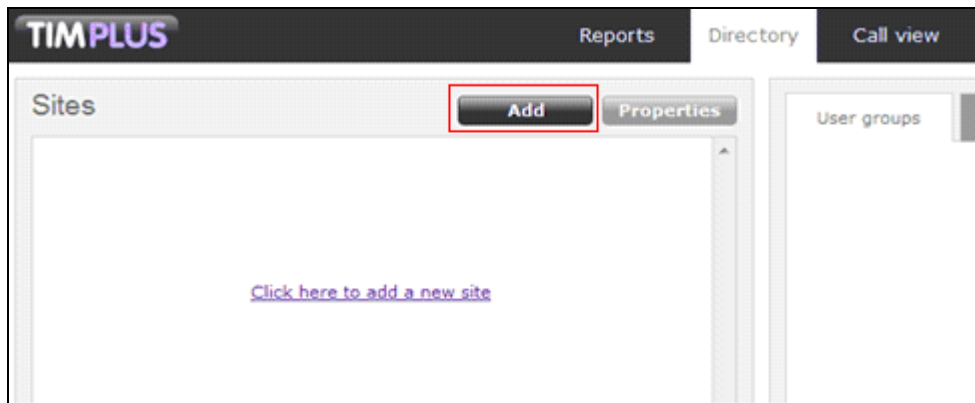 TIMPLUS Reports Directory Call view
Sites Add Properties
User groups
Click here to add a new site